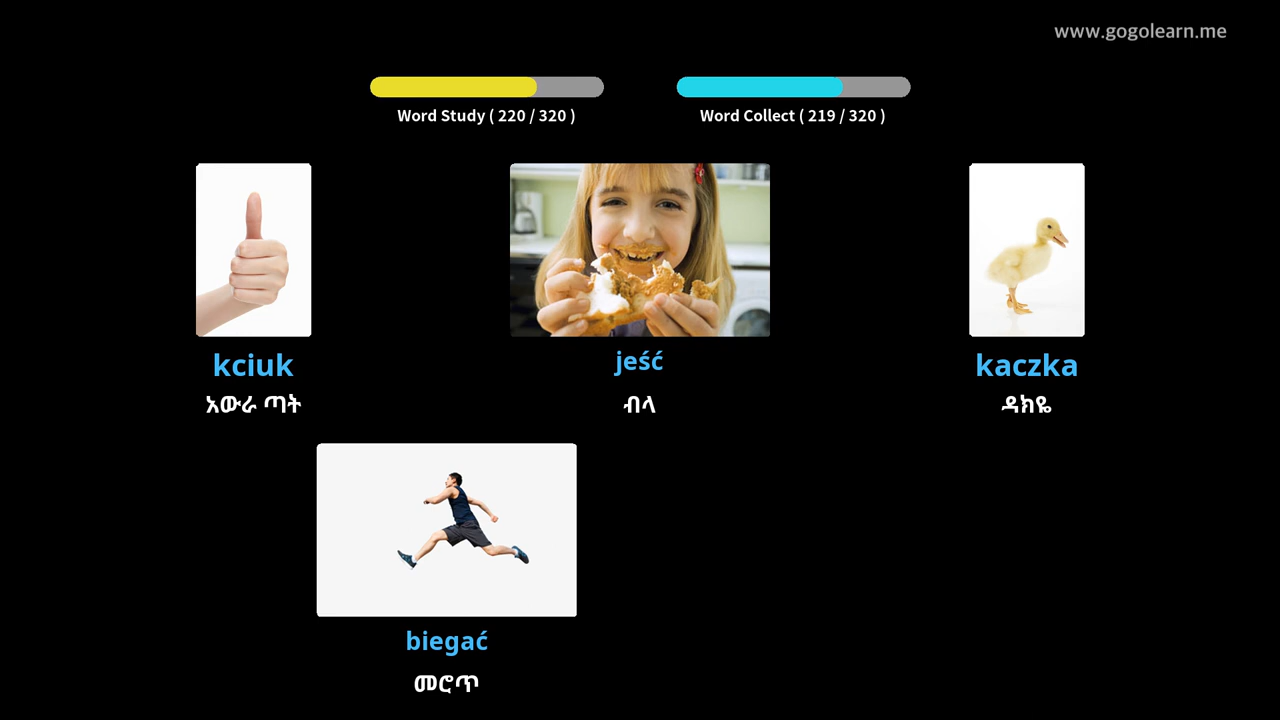 www.gogolearn.me
Word Study ( 220 / 320 )
Word Collect ( 219 / 320 )
kciuk
አውራ ጣት
jeść
ብላ
kaczka
ዳክዬ
biegać
መሮጥ